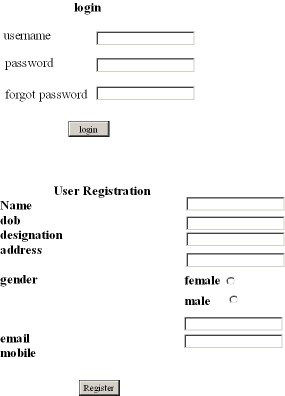 login
username
password
forgot password
login
User Registration
Name
dob
designation
address
gender female
male
email
mobile
Register